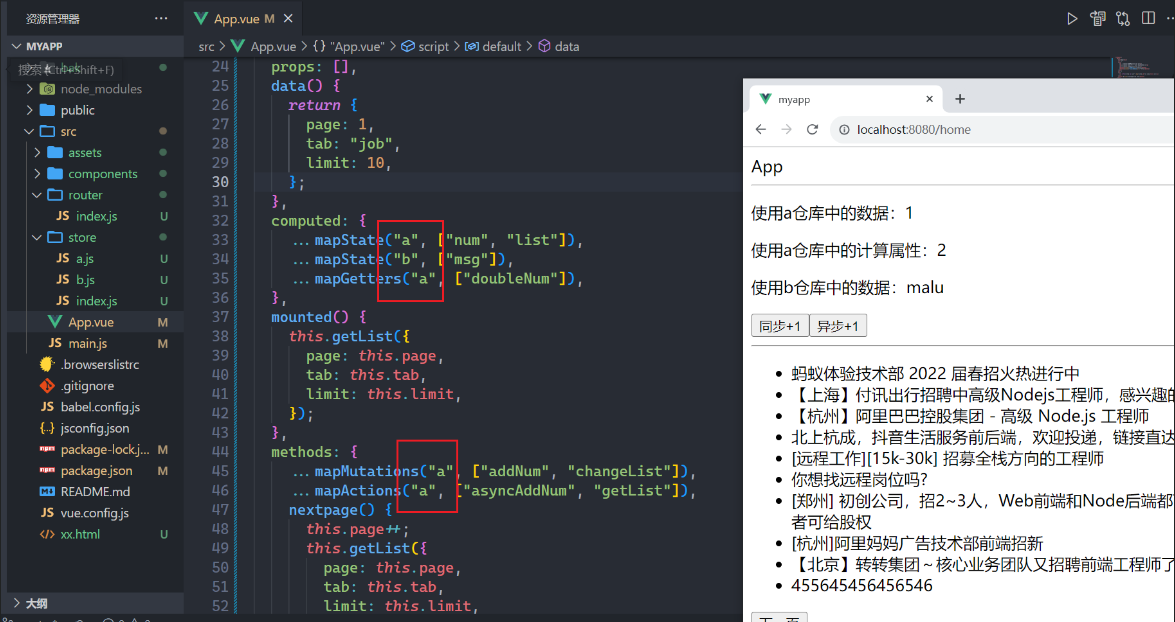 资源管理器
App.vue M
MYAPP
src > App.vue > {} "App.vue" > script > default > data
搜索 (Ctrl+Shift+F)
node_modules
public
src
assets
components
router
JS index.js U
store
JS a.js U
JS b.js U
JS index.js U
App.vue M
JS main.js M
.browserslistrc
.gitignore
JS babel.config.js
{..} jsconfig.json
npm package-lock.j... M
npm package.json M
README.md
JS vue.config.js
<> xx.html U
大纲
24 props: [],
25 data() {
26 return {
27 page: 1,
28 tab: "job",
29 limit: 10,
30 };
31 },
32 computed: {
33 ...mapState("a", ["num", "list"]),
34 ...mapState("b", ["msg"]),
35 ...mapGetters("a", ["doubleNum"]),
36 },
37 mounted() {
38 this.getList({
39 page: this.page,
40 tab: this.tab,
41 limit: this.limit,
42 });
43 },
44 methods: {
45 ...mapMutations("a", ["addNum", "changeList"]),
46 ...mapActions("a", ["asyncAddNum", "getList"]),
47 nextpage() {
48 this.page++;
49 this.getList({
50 page: this.page,
51 tab: this.tab,
52 limit: this.limit,
myapp
localhost:8080/home
App
使用a仓库中的数据：1
使用a仓库中的计算属性：2
使用b仓库中的数据：malu
同步+1 异步+1
蚂蚁体验技术部 2022 届春招火热进行中
【上海】付讯出行招聘中高级Nodejs工程师，感兴趣的
【杭州】阿里巴巴控股集团 - 高级 Node.js 工程师
北上杭成，抖音生活服务前后端，欢迎投递，链接直达
[远程工作][15k-30k] 招募全栈方向的工程师
你想找远程岗位吗?
[郑州] 初创公司，招2~3人，Web前端和Node后端都
者可给股权
[杭州]阿里妈妈广告技术部前端招新
【北京】转转集团～核心业务团队又招聘前端工程师了
455645456456546
下一页